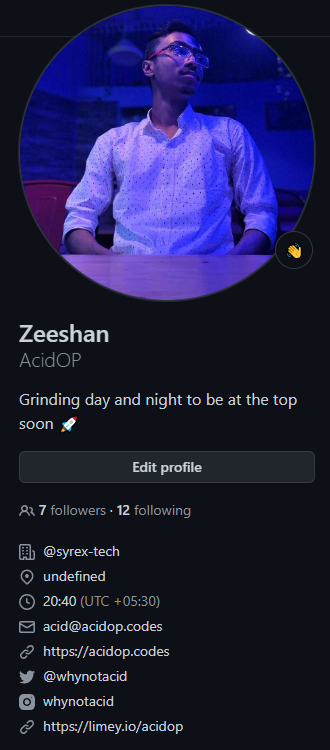 Zeeshan
AcidOP
Grinding day and night to be at the top
soon 🚀
Edit profile
7 followers · 12 following
@syrex-tech
undefined
20:40 (UTC +05:30)
acid@acidop.codes
https://acidop.codes
@whynotacid
whynotacid
https://limey.io/acidop